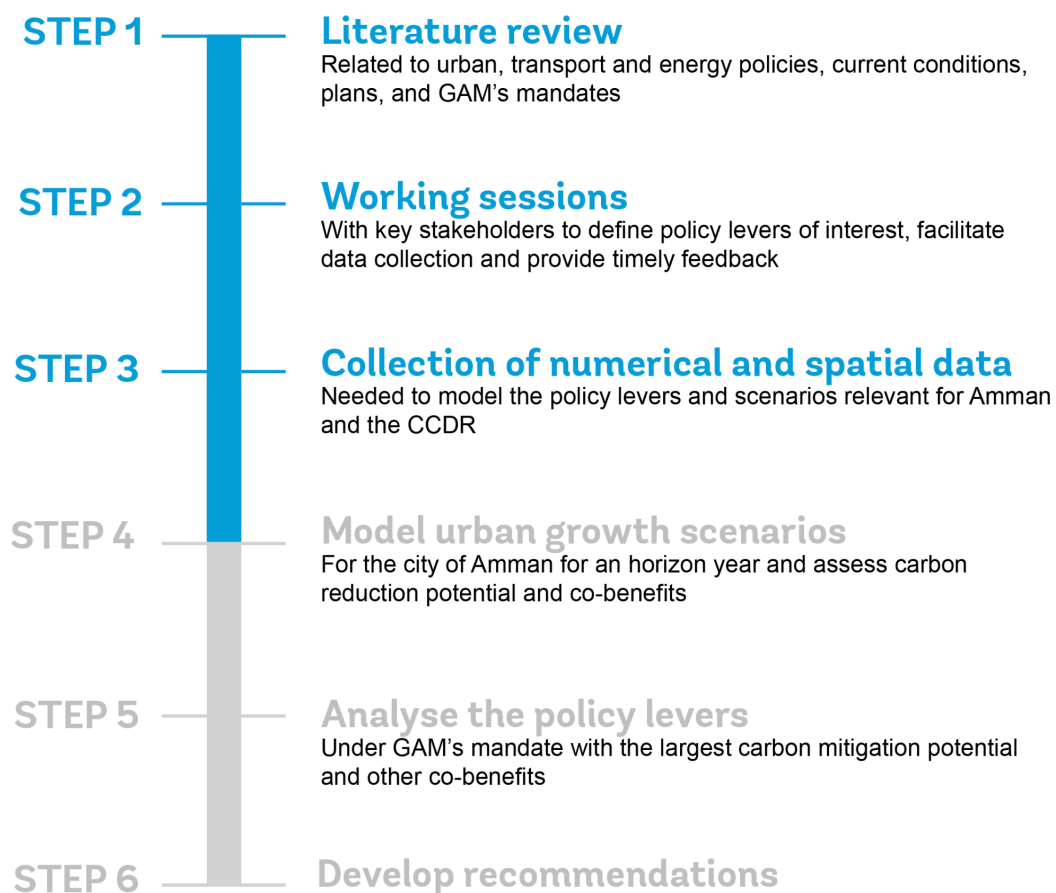 STEP 1
Literature review
Related to urban, transport and energy policies, current conditions,
plans, and GAM’s mandates
STEP 2
Working sessions
With key stakeholders to define policy levers of interest, facilitate
data collection and provide timely feedback
STEP 3
Collection of numerical and spatial data
Needed to model the policy levers and scenarios relevant for Amman
and the CCDR
STEP 4
Model urban growth scenarios
For the city of Amman for an horizon year and assess carbon
reduction potential and co-benefits
STEP 5
Analyse the policy levers
Under GAM’s mandate with the largest carbon mitigation potential
and other co-benefits
STEP 6
Develop recommendations